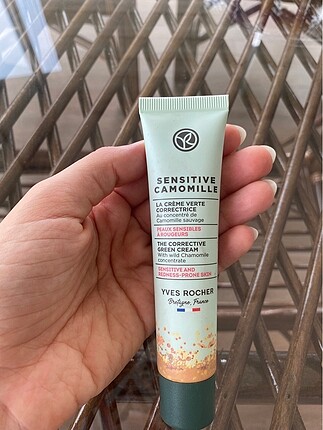 SENSITIVE
CAMOMILLE
LA CRÈME VERTE
CORRECTRICE
Au concentré de
Camomille sauvage
PEAUX SENSIBLES
À ROUGEURS
THE CORRECTIVE
GREEN CREAM
With wild Chamomile
concentrate
SENSITIVE AND
REDNESS-PRONE SKIN
YVES ROCHER
Bretagne, France